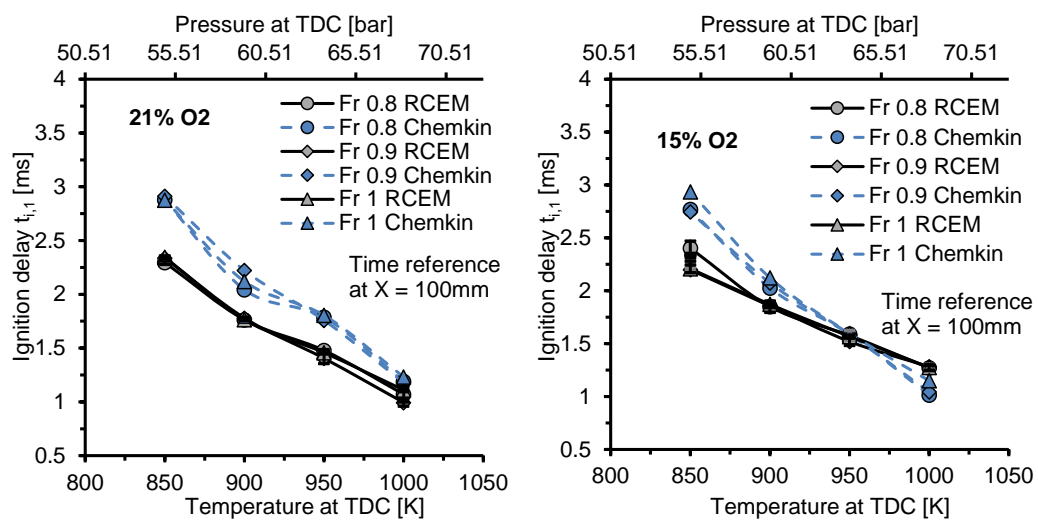 Pressure at TDC [bar]
50.51 55.51 60.51 65.51 70.51
4
3.5
3
2.5
2
1.5
1
0.5
Ignition delay t i,1 [ms]
21% O2
Fr 0.8 RCEM
Fr 0.8 Chemkin
Fr 0.9 RCEM
Fr 0.9 Chemkin
Fr 1 RCEM
Fr 1 Chemkin
Time reference
at X = 100mm
800 850 900 950 1000 1050
Temperature at TDC [K]
Pressure at TDC [bar]
50.51 55.51 60.51 65.51 70.51
4
3.5
3
2.5
2
1.5
1
0.5
Ignition delay t i,1 [ms]
15% O2
Fr 0.8 RCEM
Fr 0.8 Chemkin
Fr 0.9 RCEM
Fr 0.9 Chemkin
Fr 1 RCEM
Fr 1 Chemkin
Time reference
at X = 100mm
800 850 900 950 1000 1050
Temperature at TDC [K]